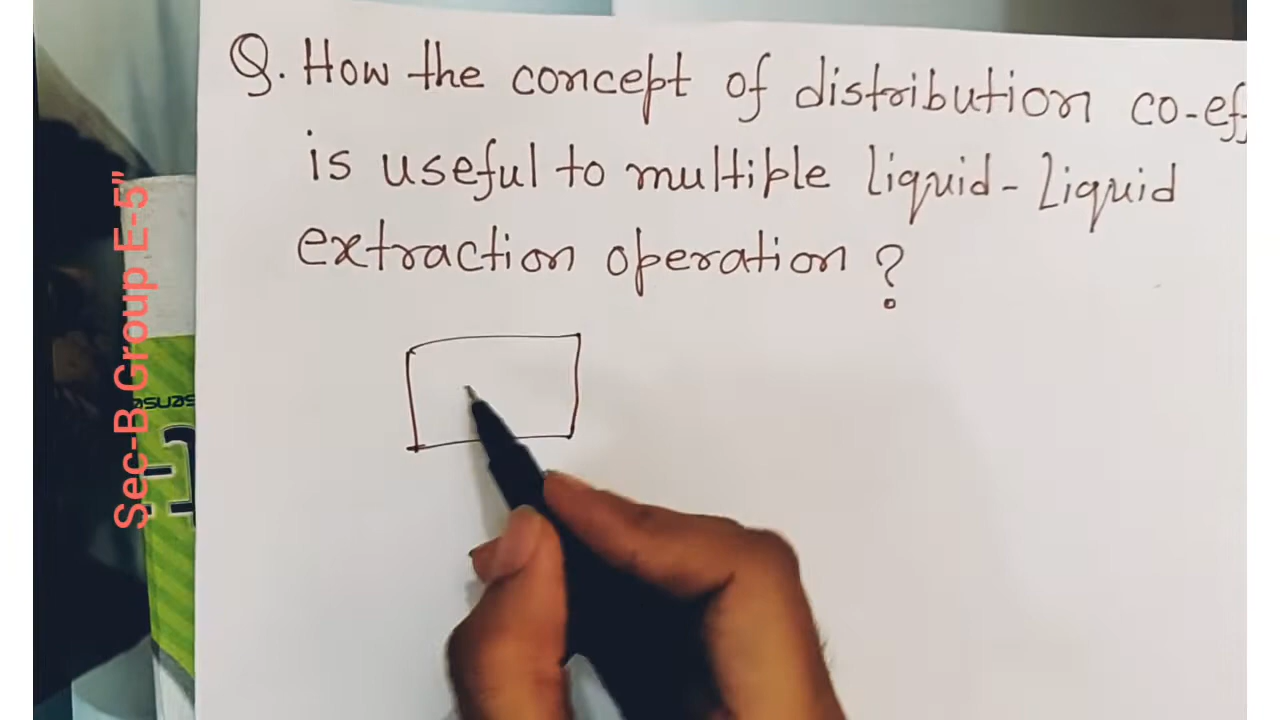 Q. How the concept of distribution co-eff
is useful to multiple liquid-liquid
extraction operation?
Sec-B Group E-5"